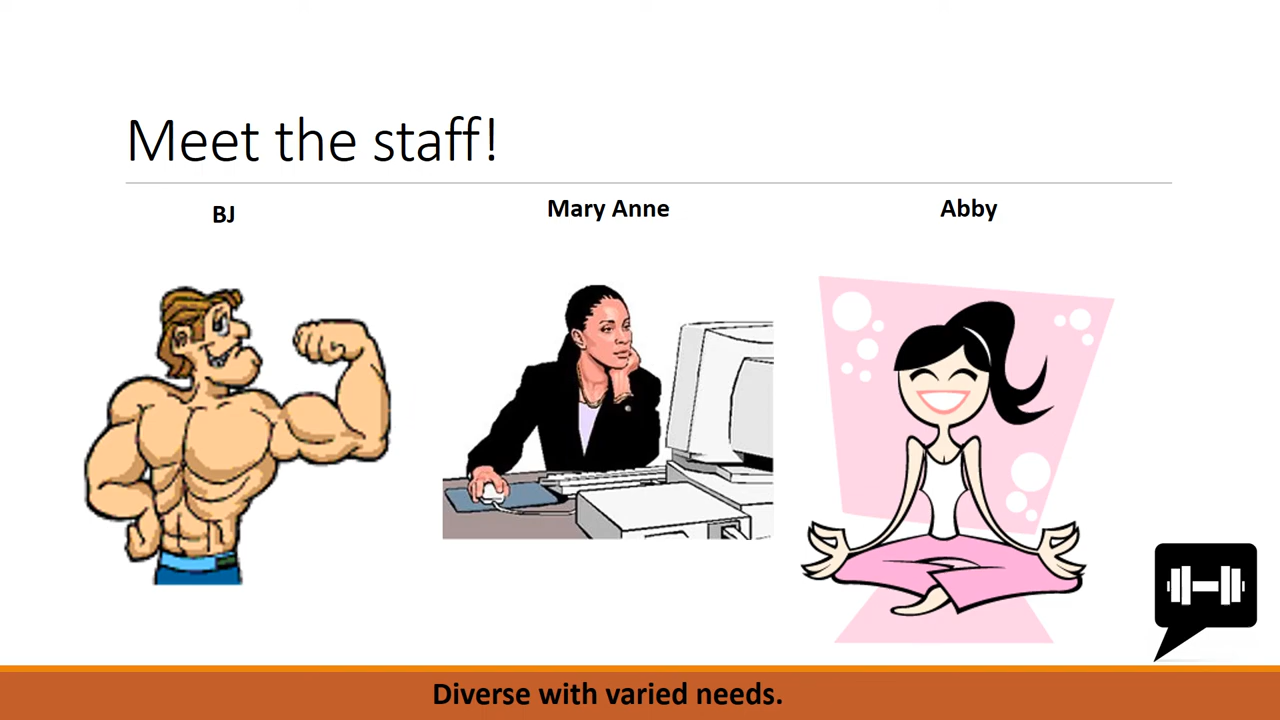 Meet the staff!
BJ
Mary Anne
Abby
Diverse with varied needs.